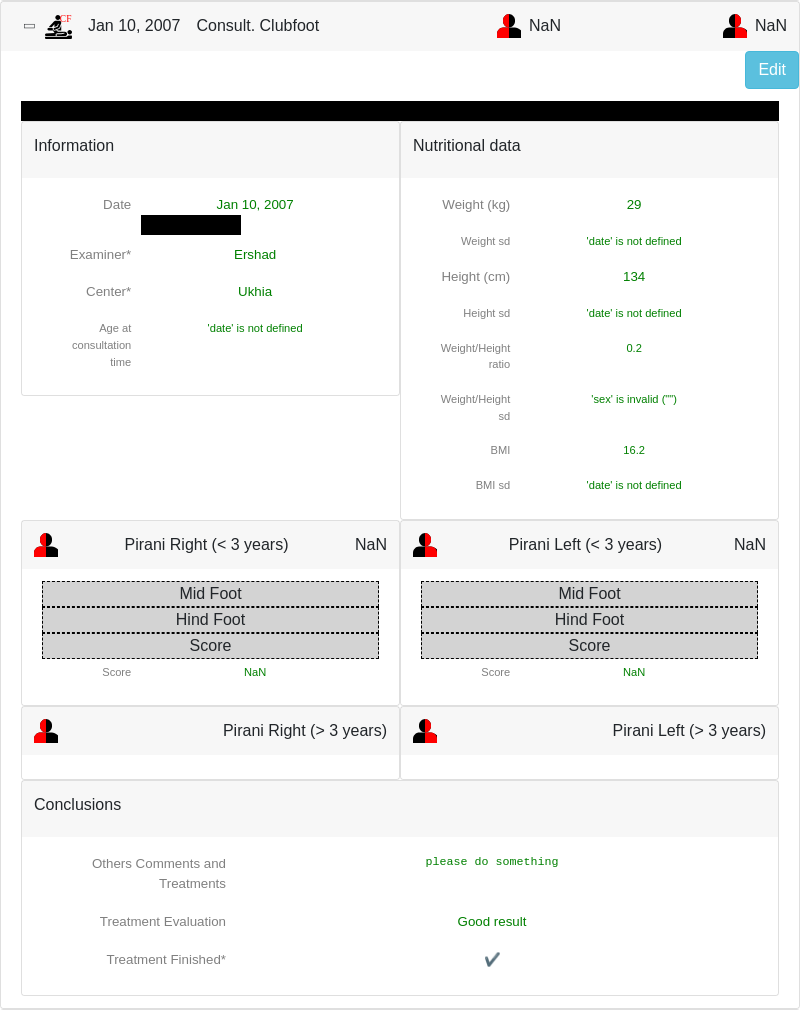 CF Jan 10, 2007 Consult. Clubfoot NaN NaN
Edit
Information
Date Jan 10, 2007
Examiner* Ershad
Center* Ukhia
Age at 'date' is not defined
consultation
time
Nutritional data
Weight (kg) 29
Weight sd 'date' is not defined
Height (cm) 134
Height sd 'date' is not defined
Weight/Height 0.2
ratio
Weight/Height 'sex' is invalid ("")
sd
BMI 16.2
BMI sd 'date' is not defined
Pirani Right (< 3 years) NaN
Mid Foot
Hind Foot
Score
Score NaN
Pirani Left (< 3 years) NaN
Mid Foot
Hind Foot
Score
Score NaN
Pirani Right (> 3 years)
Pirani Left (> 3 years)
Conclusions
Others Comments and please do something
Treatments
Treatment Evaluation Good result
Treatment Finished* ✔